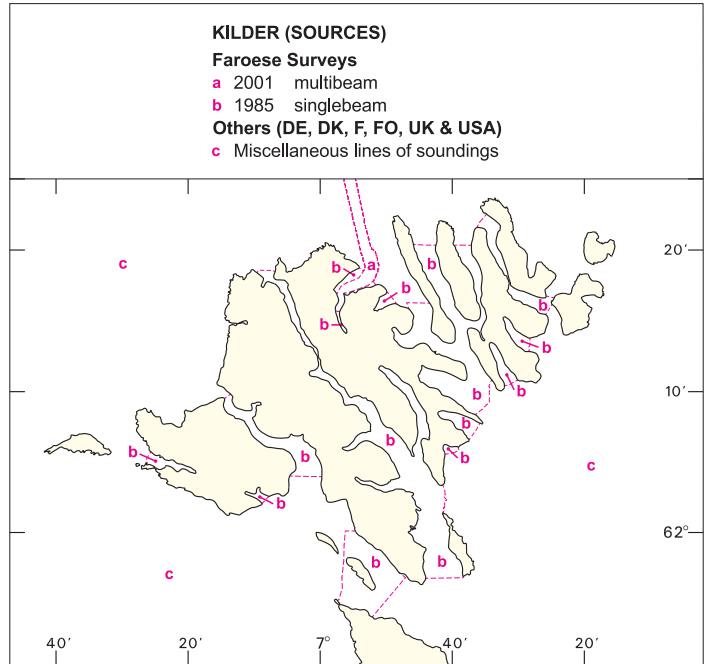 KILDER (SOURCES)
Faroese Surveys
a 2001 multibeam
b 1985 singlebeam
Others (DE, DK, F, FO, UK & USA)
c Miscellaneous lines of soundings
20′
c
b
a
b
b
b
b
b
b
10′
b
b
b
b
b
b
c
b
62°
b
b
c
40′
20′
7°
40′
20′